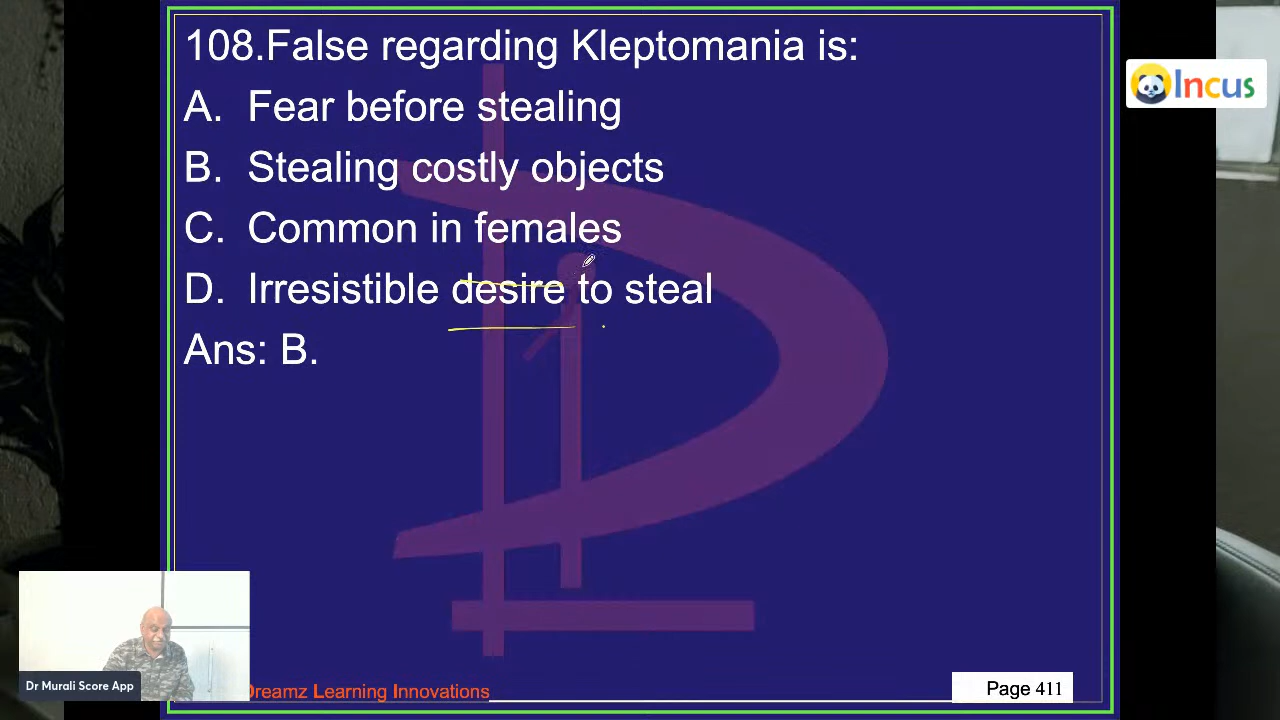 108.False regarding Kleptomania is:
A. Fear before stealing
B. Stealing costly objects
C. Common in females
D. Irresistible desire to steal
Ans: B.
Incus
Dr Murali Score App
Learning Innovations
Page 411